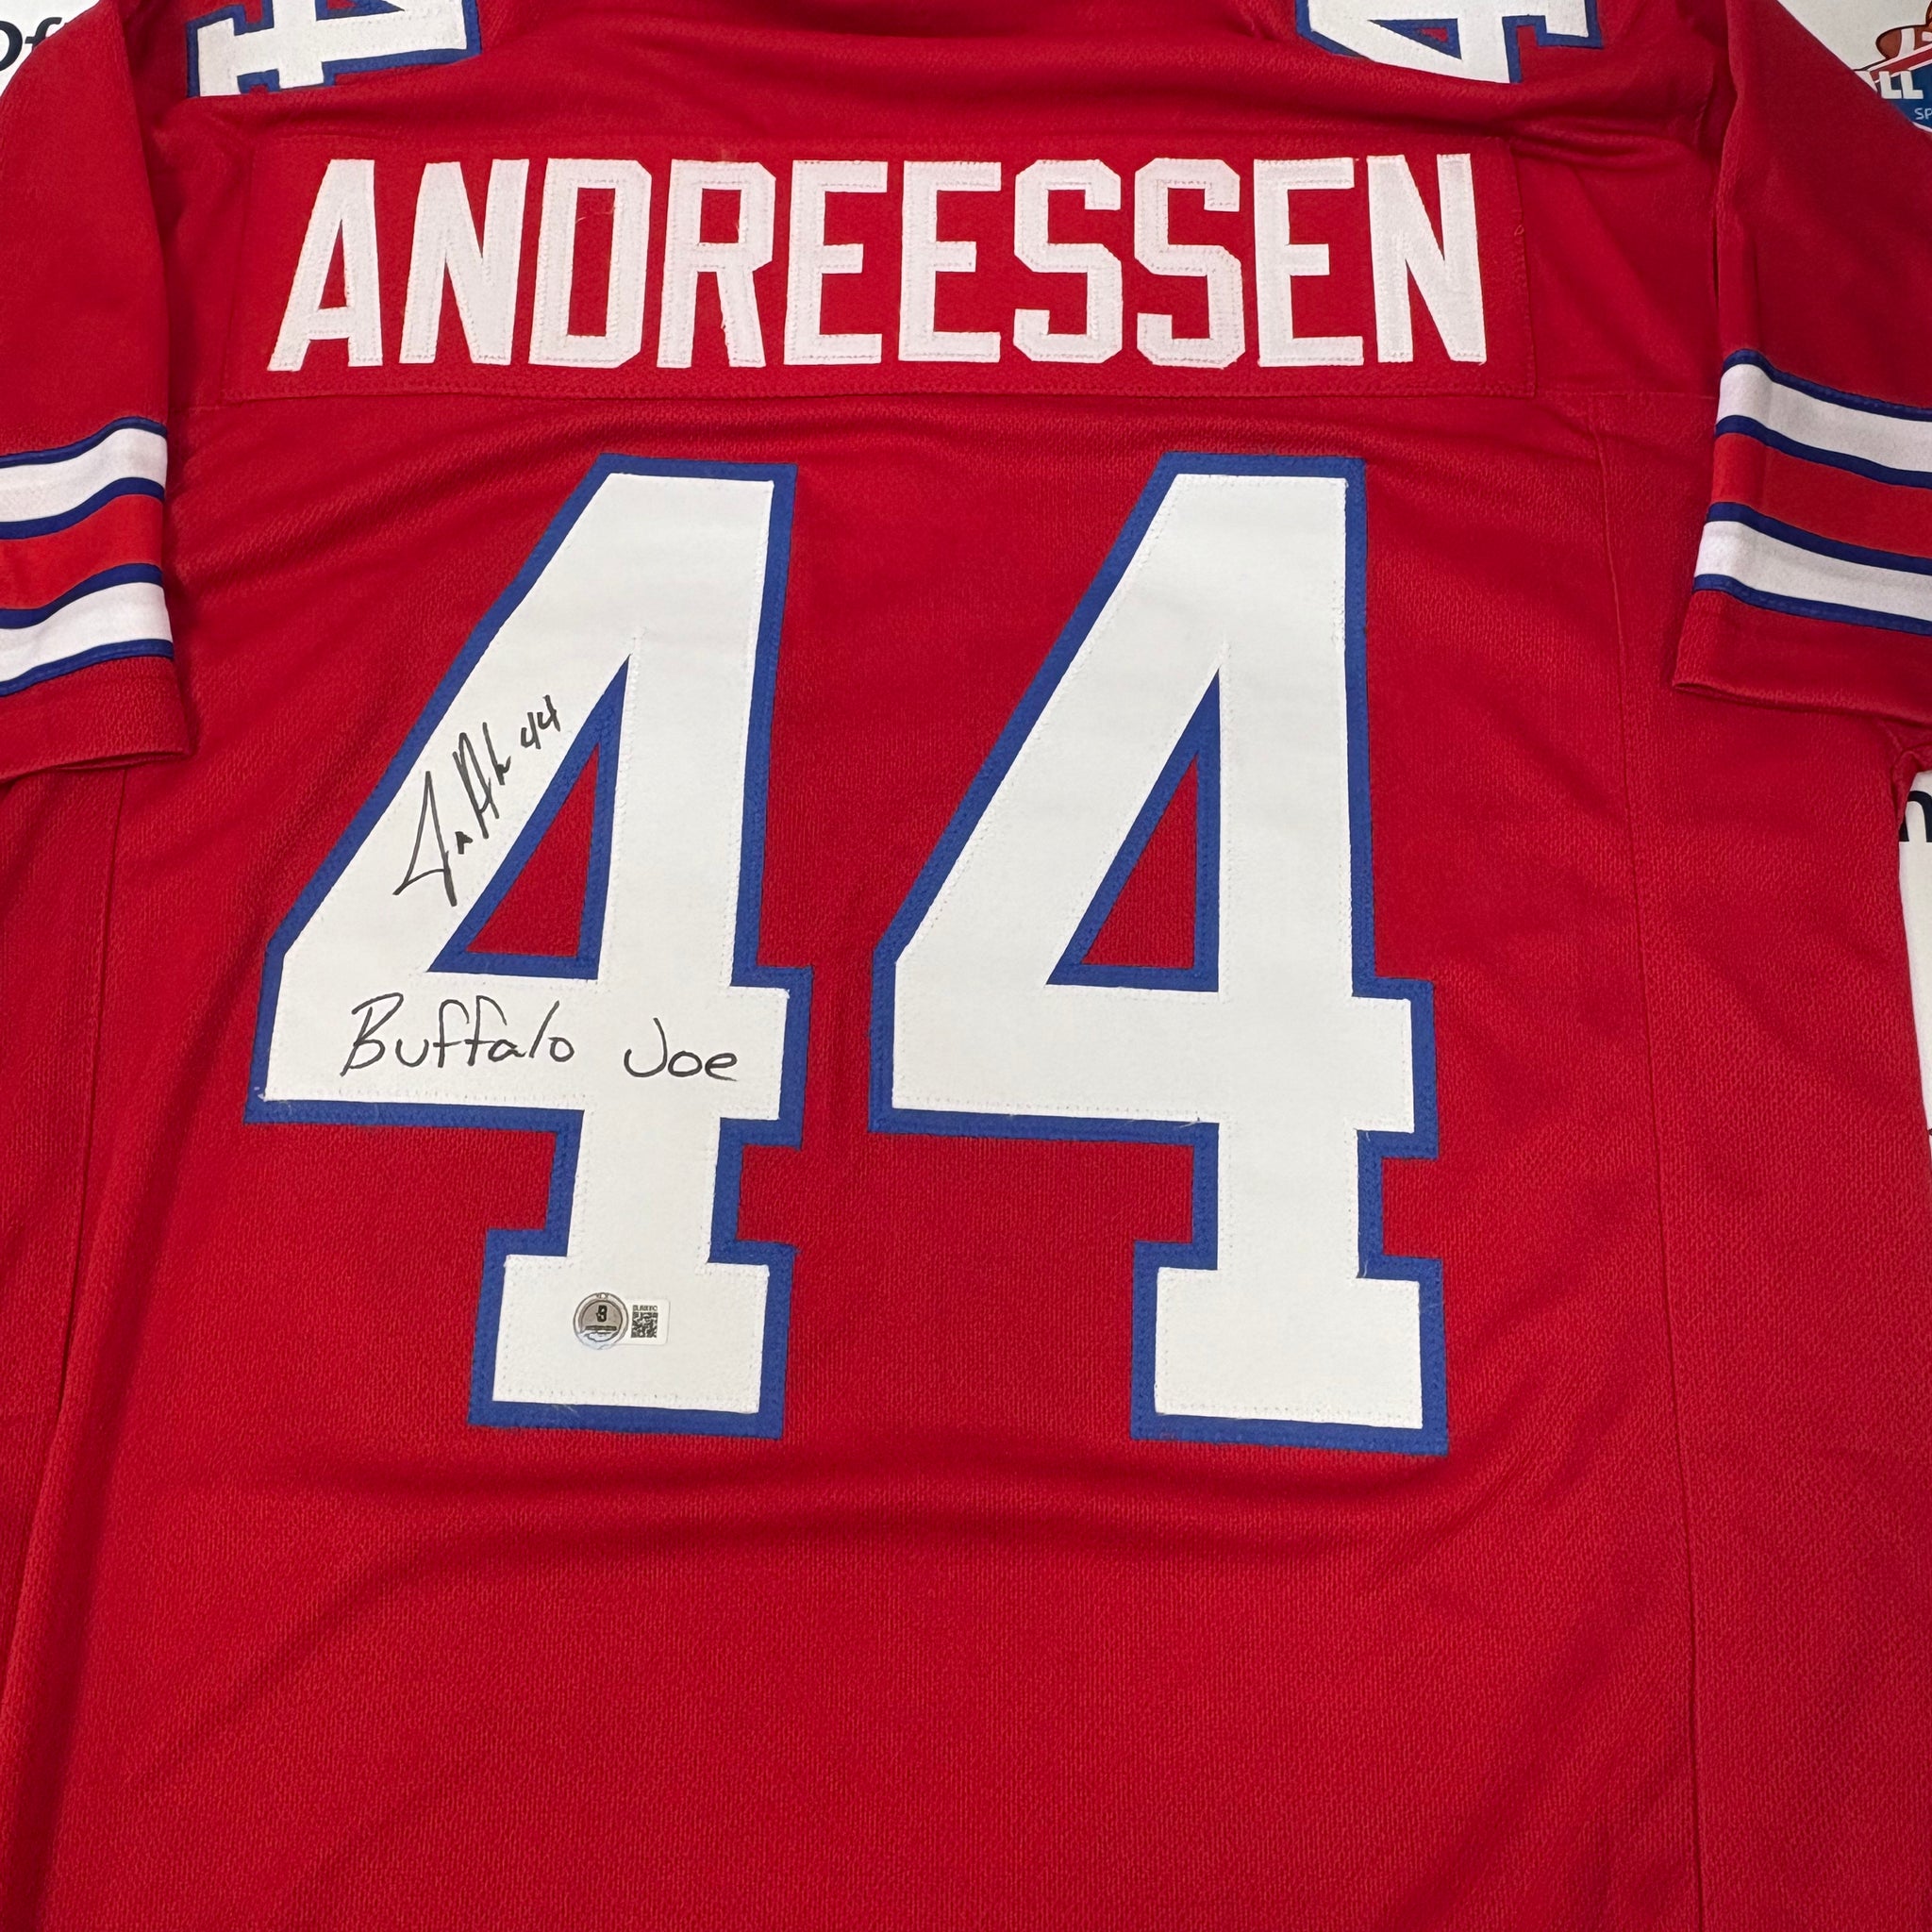 ANDREESSEN
44
44
Buffalo Joe